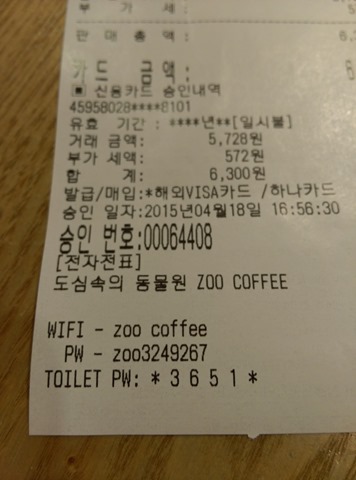 부 가 세:
판 매 총 액 :
카 드 금 액:
■ 신용카드 승인내역
45958028****8101
유효 기간 : ****년**[일시불]
거래 금액: 5,728원
부가 세액: 572원
합 계: 6,300원
발급/매입:*해외VISA카드 /하나카드
승인 일자:2015년04월18일 16:56:30
승인 번호:00064408
[전자전표]
도심속의 동물원 ZOO COFFEE
WIFI - zoo coffee
PW - zoo3249267
TOILET PW: * 3 6 5 1 *